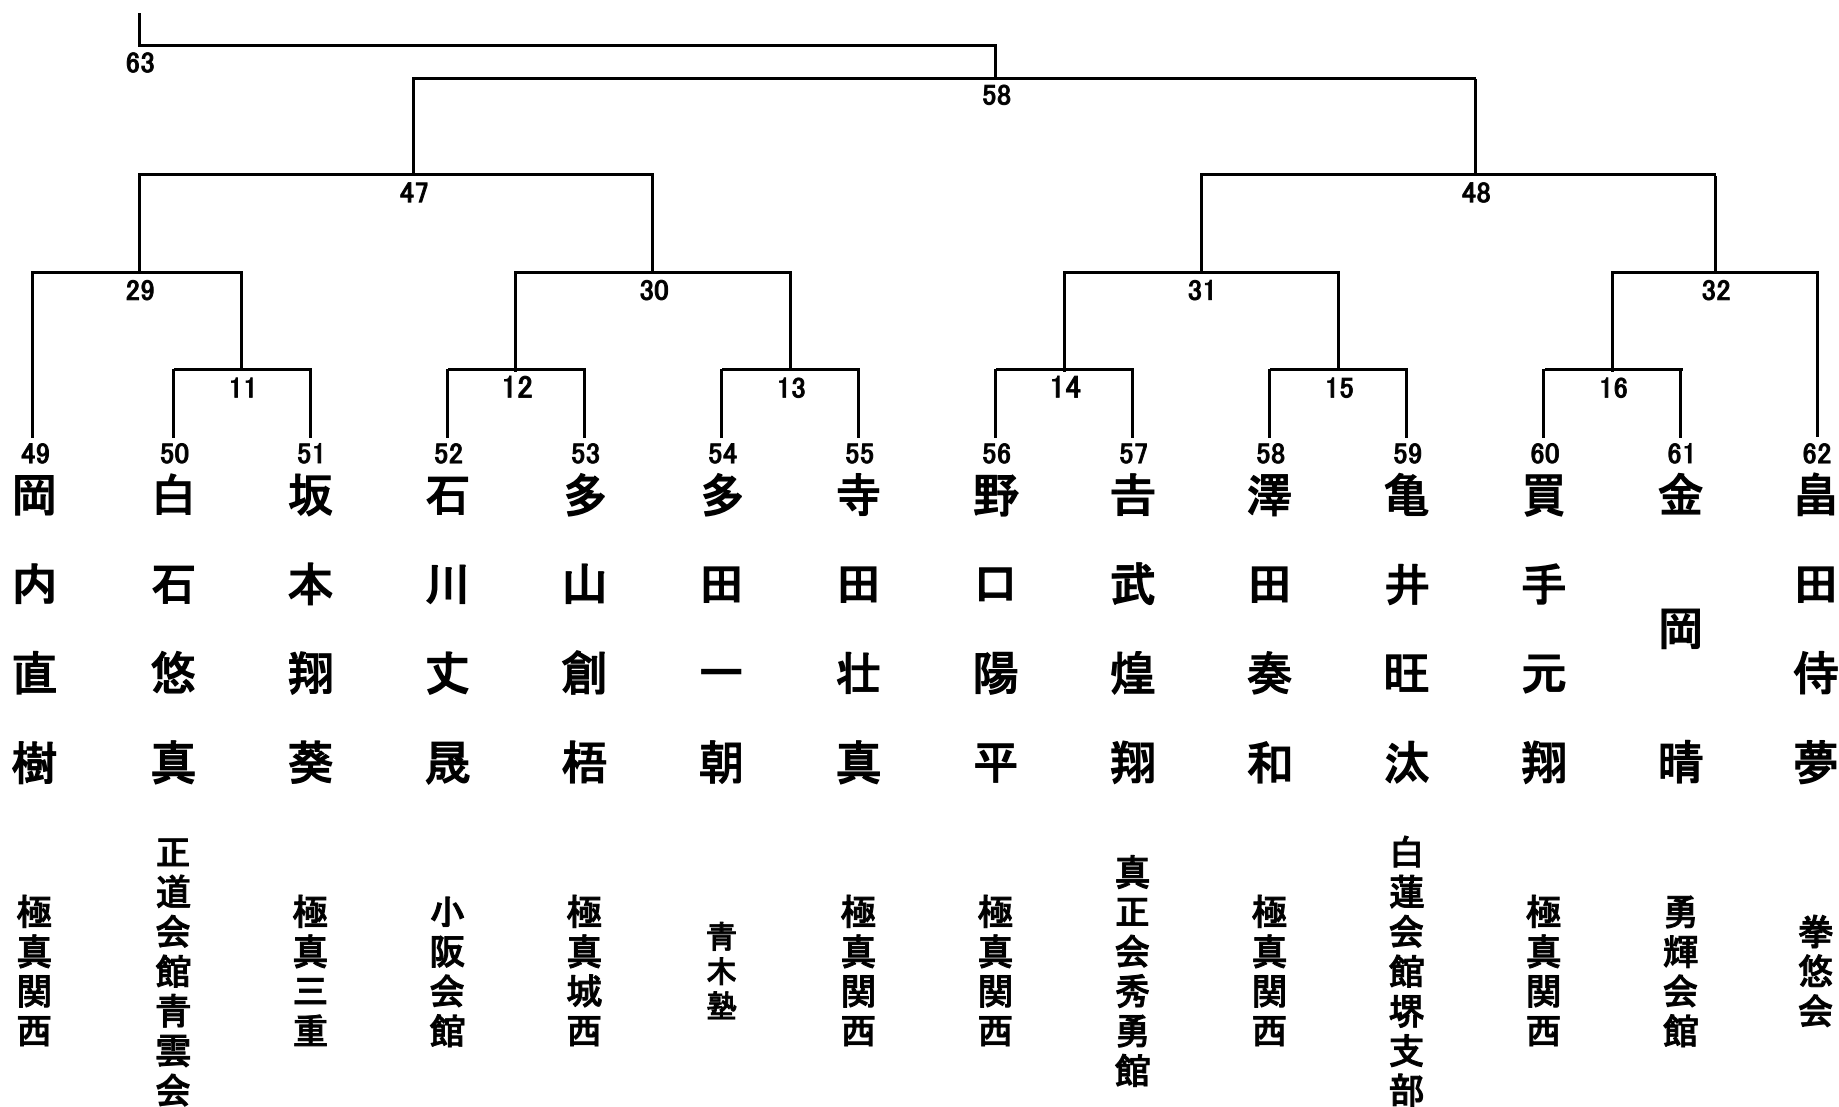 63
58
47
48
29
30
31
32
11
12
13
14
15
16
49
50
51
52
53
54
55
56
57
58
59
60
61
62
岡内直樹
白石悠真
坂本翔葵
石川丈晟
多山創梧
多田一朝
寺田壮真
野口陽平
𠮷武煌翔
澤田奏和
亀井旺汰
買手元翔
金岡晴
畠田侍夢
極真関西
正道会館青雲会
極真三重
小阪会館
極真城西
青木塾
極真関西
極真関西
真正会秀勇館
極真関西
白蓮会館堺支部
極真関西
勇輝会館
拳悠会